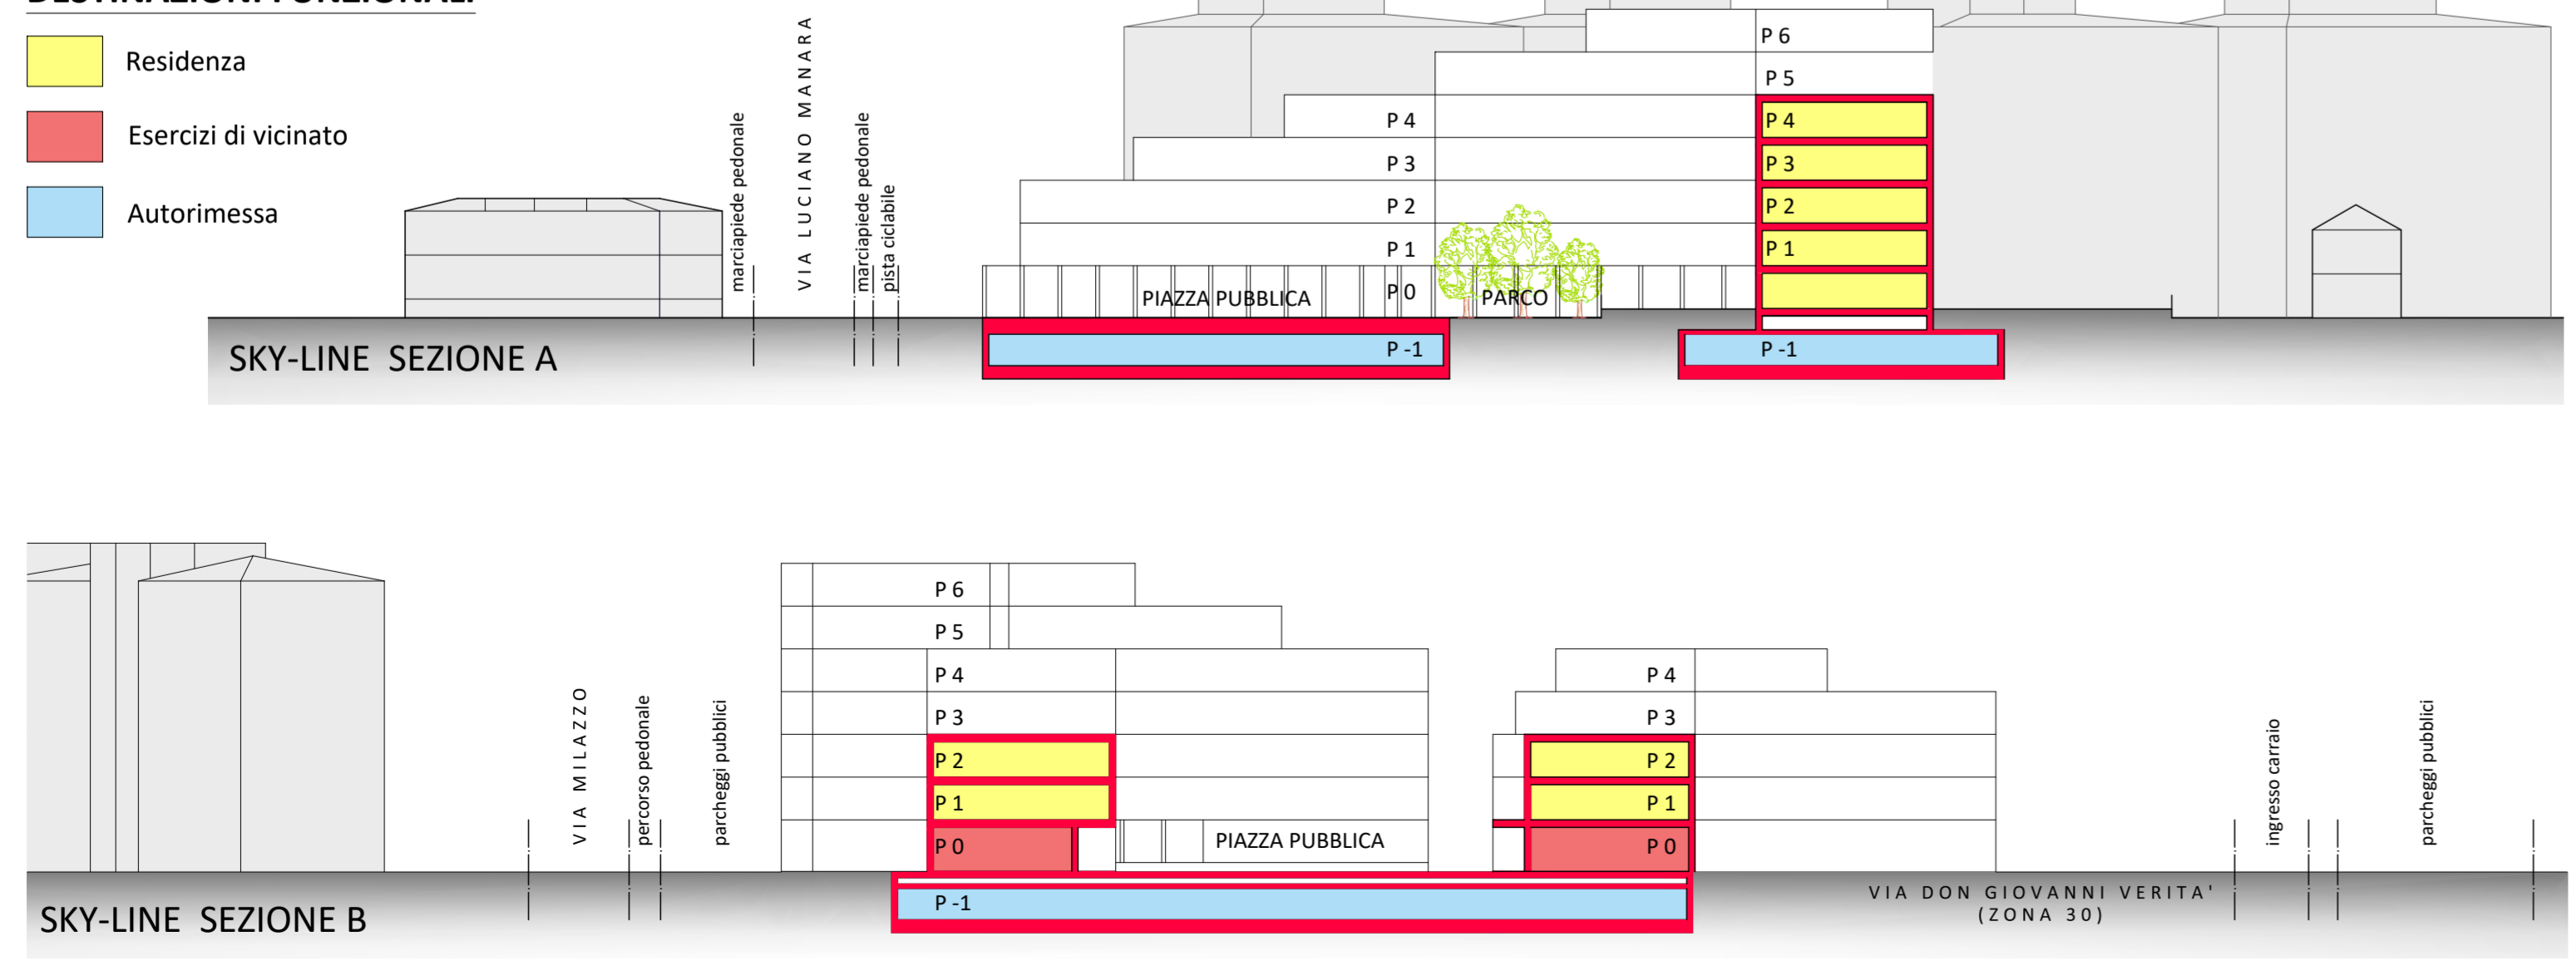 DESTINAZIONI FUNZIONALI
Residenza
Esercizi di vicinato
Autorimessa
marciapiede pedonale
VIA LUCIANO MANARA
marciapiede pedonale
pista ciclabile
P 6
P 5
P 4
P 4
P 3
P 3
P 2
P 2
P 1
P 1
PIAZZA PUBBLICA
P 0
PARCO
P -1
P -1
SKY-LINE SEZIONE A
VIA MILAZZO
percorso pedonale
parcheggi pubblici
P 6
P 5
P 4
P 4
P 3
P 3
P 2
P 2
P 1
P 1
P 0
PIAZZA PUBBLICA
P 0
P -1
ingresso carraio
parcheggi pubblici
VIA DON GIOVANNI VERITA'
(ZONA 30)
SKY-LINE SEZIONE B